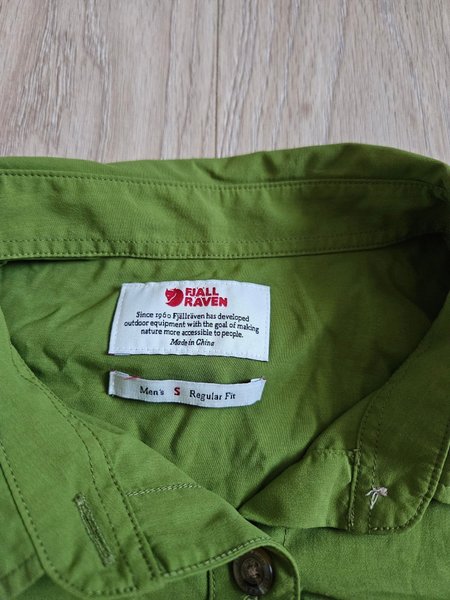 FJÄLL
RÄVEN
Since 1960 Fjällräven has developed
outdoor equipment with the goal of making
nature more accessible to people.
Made in China
Men's S Regular Fit